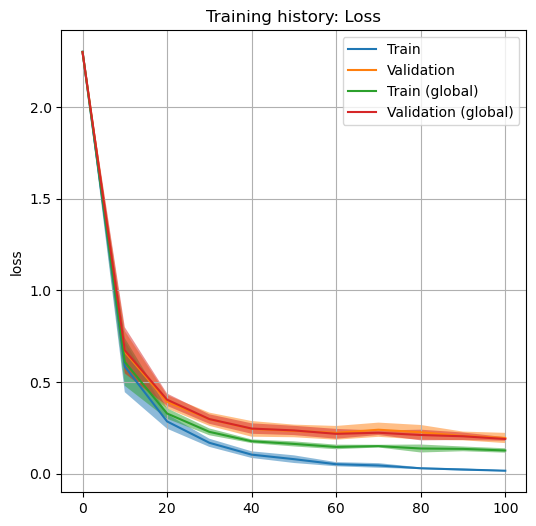 Training history: Loss
Train
Validation
Train (global)
Validation (global)
loss
2.0
1.5
1.0
0.5
0.0
0 20 40 60 80 100